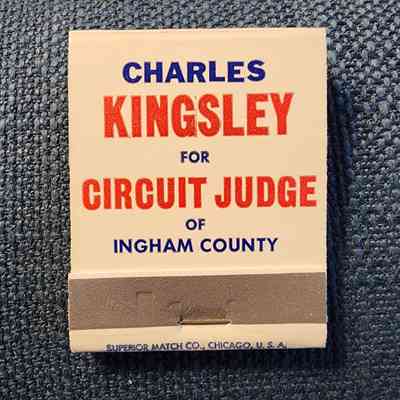 CHARLES
KINGSLEY
FOR
CIRCUIT JUDGE
OF
INGHAM COUNTY
SUPERIOR MATCH CO., CHICAGO, U. S. A.